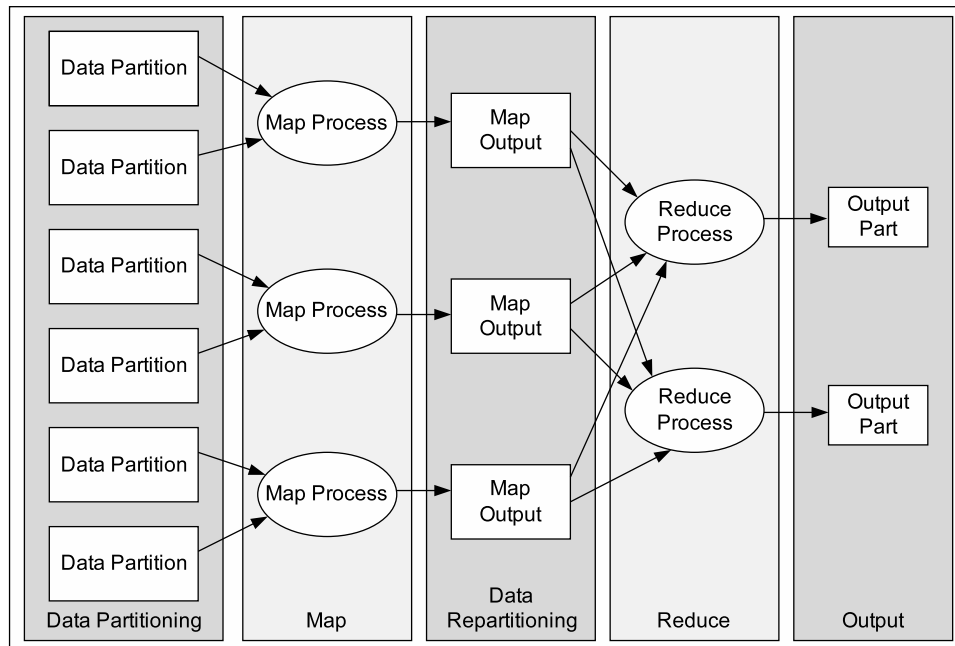 Data Partition
Data Partition
Data Partition
Data Partition
Data Partition
Data Partition
Data Partitioning
Map Process
Map Process
Map Process
Map
Map
Output
Map
Output
Map
Output
Data
Repartitioning
Reduce
Process
Reduce
Process
Reduce
Output
Part
Output
Part
Output